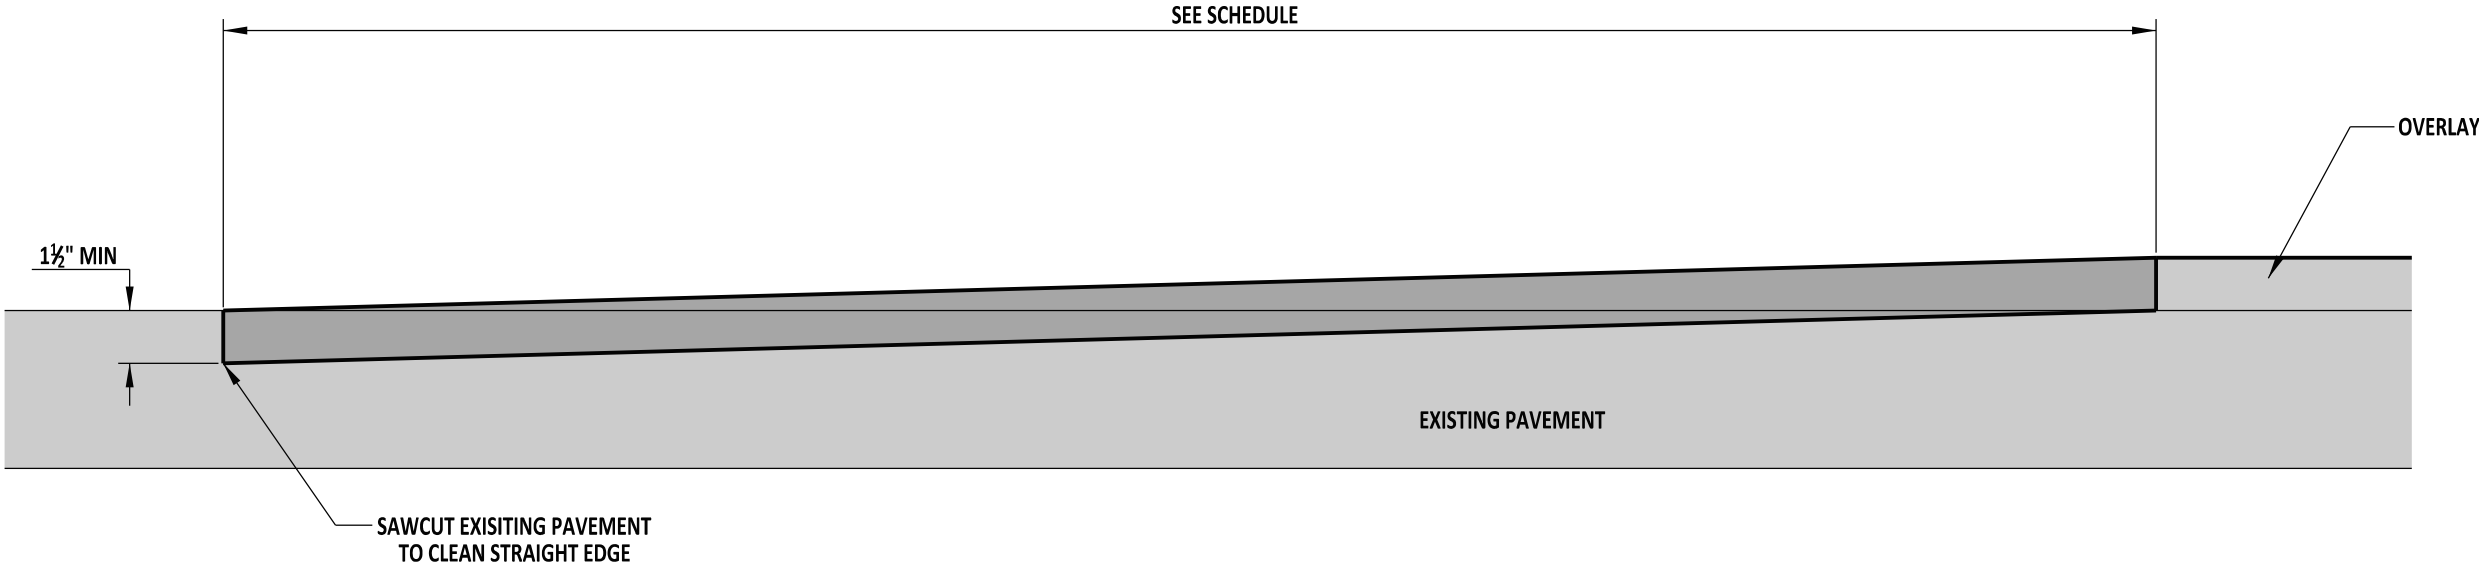 SEE SCHEDULE
OVERLAY
1½" MIN
EXISTING PAVEMENT
SAWCUT EXISITING PAVEMENT
TO CLEAN STRAIGHT EDGE